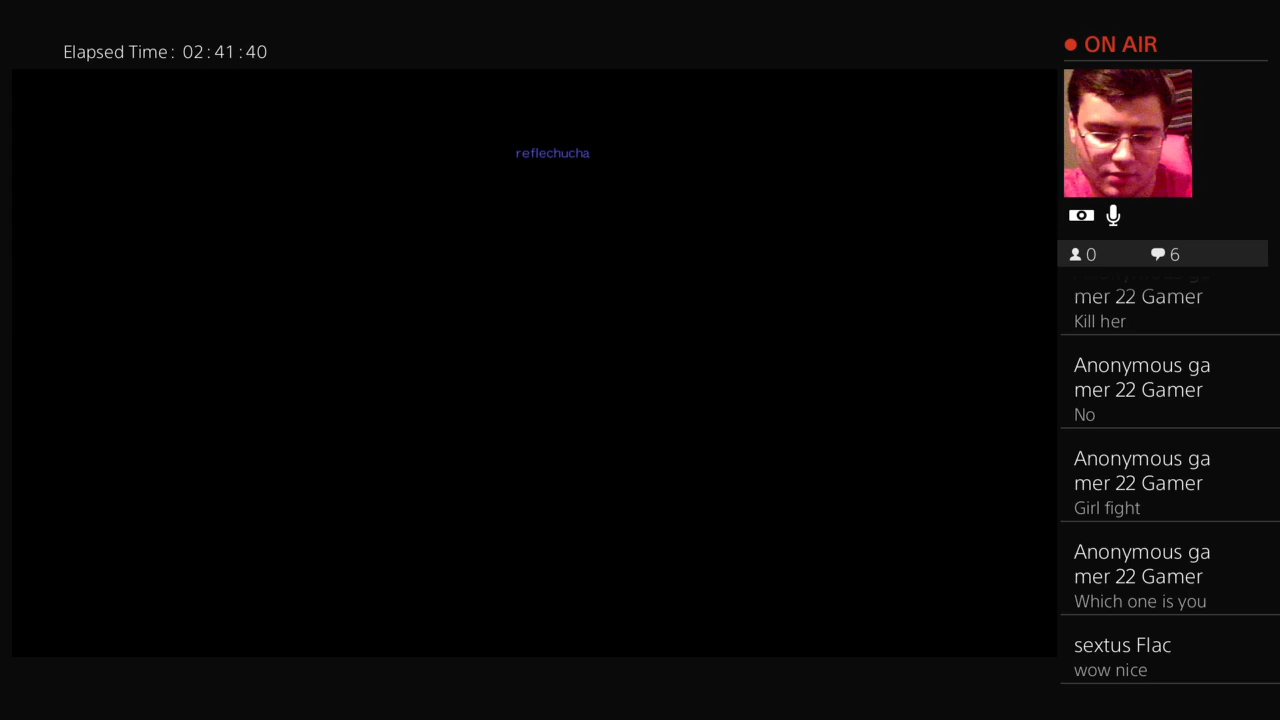 Elapsed Time: 02:41:40
ON AIR
reflechucha
0 6
mer 22 Gamer
Kill her
Anonymous ga
mer 22 Gamer
No
Anonymous ga
mer 22 Gamer
Girl fight
Anonymous ga
mer 22 Gamer
Which one is you
sextus Flac
wow nice